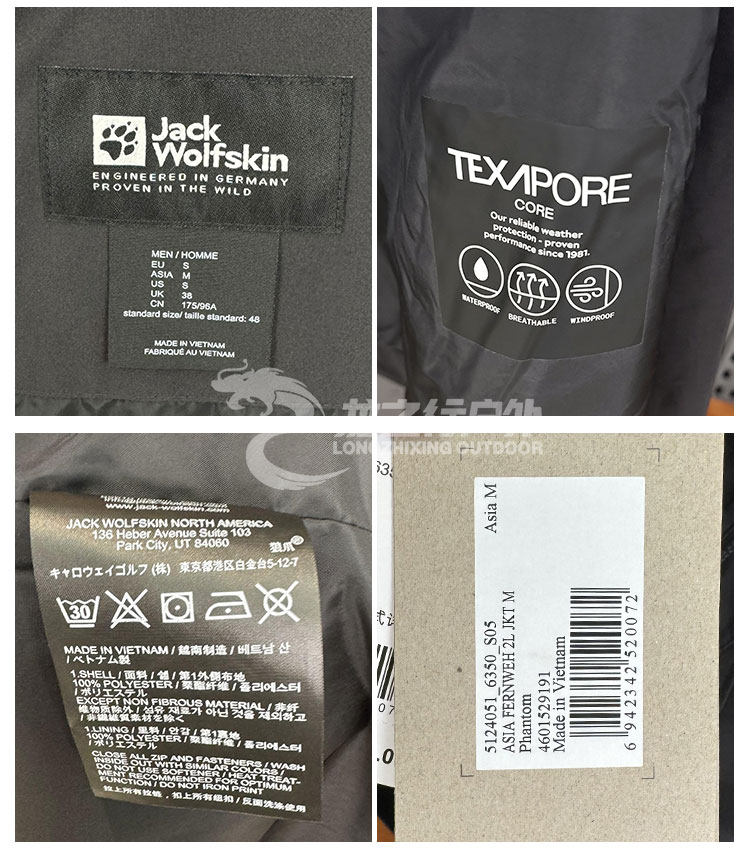 Jack
Wolfskin
ENGINEERED IN GERMANY
PROVEN IN THE WILD
MEN / HOMME
EU S
ASIA M
US S
UK 38
CN 175/96A
standard size/ taille standard: 48
MADE IN VIETNAM
FABRIQUÉ AU VIETNAM
TEXAPORE
CORE
Our reliable weather
protection - proven
performance since 1981.
WATERPROOF
BREATHABLE
WINDPROOF
龙之行户外
LONGZHIXING OUTDOOR
www.jack-wolfskin.com
JACK WOLFSKIN NORTH AMERICA
136 Heber Avenue Suite 103
Park City, UT 84060
狼爪®
キャロウェイゴルフ (株) 東京都港区白金台5-12-7
30
MADE IN VIETNAM / 越南制造 / 베트남 산
/ ベトナム製
1.SHELL / 面料 / 겉 / 第1外側布地
100% POLYESTER / 聚酯纤维 / 폴리에스터
/ ポリエステル
EXCEPT NON FIBROUS MATERIAL / 非纤
维物质除外 / 섬유 재료가 아닌 것을 제외하고
/ 非繊維質素材を除く
1.LINING / 里料 / 안감 / 第1裏地
100% POLYESTER / 聚酯纤维 / 폴리에스터
/ ポリエステル
CLOSE ALL ZIP AND FASTENERS / WASH
INSIDE OUT WITH SIMILAR COLORS /
DO NOT USE SOFTENER / HEAT TREAT-
MENT RECOMMENDED FOR OPTIMUM
FUNCTION / DO NOT IRON PRINT
拉上所有拉链，扣上所有纽扣 / 反面洗涤使用
Asia M
5124051_6350_S05
ASIA FERNWEH 2L JKT M
Phantom
4601529191
Made in Vietnam
6 942342 520072